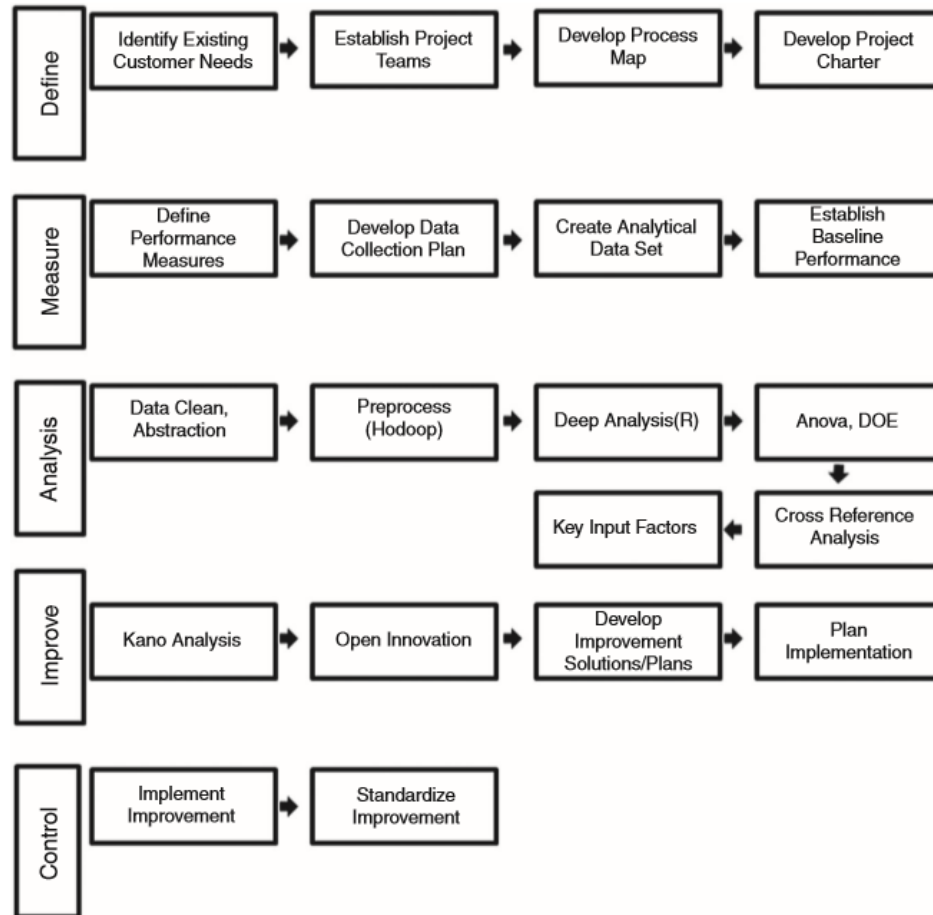 Define
Identify Existing
Customer Needs
Establish Project
Teams
Develop Process
Map
Develop Project
Charter
Measure
Define
Performance
Measures
Develop Data
Collection Plan
Create Analytical
Data Set
Establish
Baseline
Performance
Analysis
Data Clean,
Abstraction
Preprocess
(Hodoop)
Deep Analysis(R)
Anova, DOE
Cross Reference
Analysis
Key Input Factors
Improve
Kano Analysis
Open Innovation
Develop
Improvement
Solutions/Plans
Plan
Implementation
Control
Implement
Improvement
Standardize
Improvement